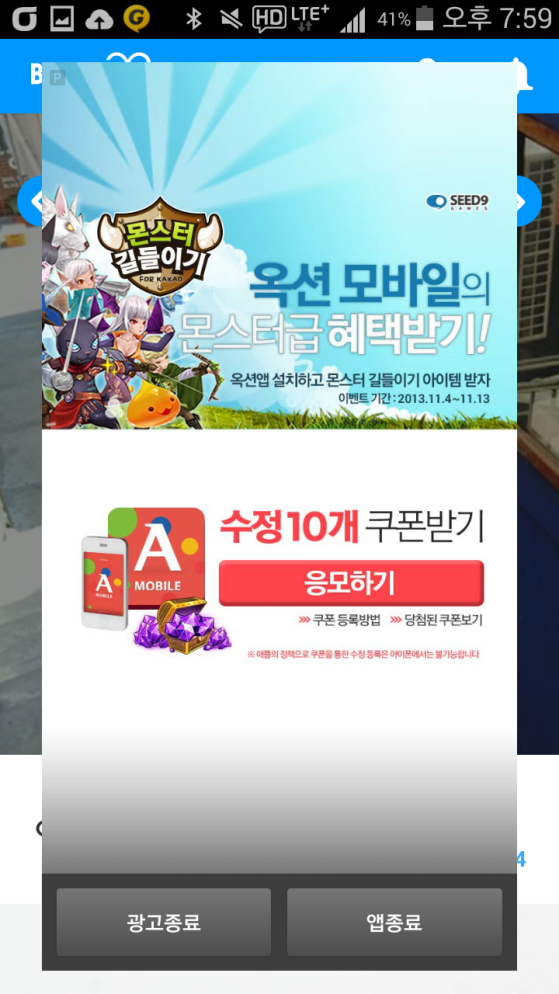 HD LTE+ 41% 오후 7:59
B
P
SEED9
GAMES
몬스터
길들이기
FOR KAKAO
옥션 모바일의
몬스터급 혜택받기!
옥션앱 설치하고 몬스터 길들이기 아이템 받자
이벤트 기간 : 2013.11.4~11.13
수정10개 쿠폰받기
A
MOBILE
A
MOBILE
응모하기
>>> 쿠폰 등록방법 >>> 당첨된 쿠폰보기
※ 애플의 정책으로 쿠폰을 통한 수정 등록은 아이폰에서는 불가능합니다
4
광고종료 앱종료